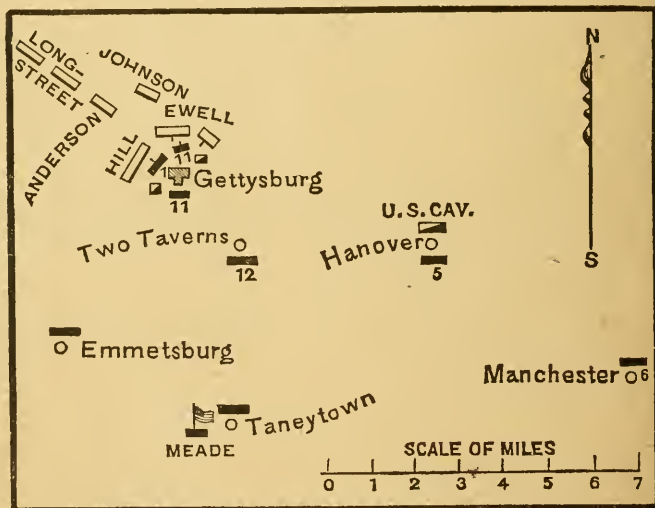 LONG-
STREET
JOHNSON
ANDERSON
EWELL
HILL
11
1
Gettysburg
11
N
S
U.S. CAV.
Two Taverns
12
Hanover
5
Emmetsburg
Manchester
6
Taneytown
MEADE
SCALE OF MILES
0 1 2 3 4 5 6 7